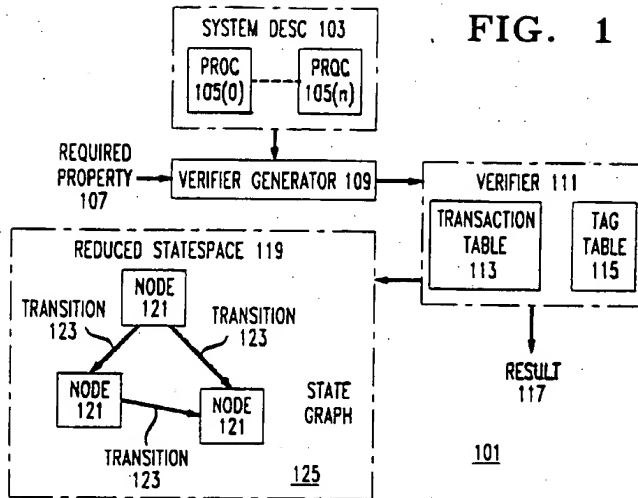 FIG. 1
SYSTEM DESC 103
PROC
105(0)
PROC
105(n)
REQUIRED
PROPERTY
107
VERIFIER GENERATOR 109
VERIFIER 111
TRANSACTION
TABLE
113
TAG
TABLE
115
RESULT
117
REDUCED STATESPACE 119
NODE
121
TRANSITION
123
TRANSITION
123
NODE
121
NODE
121
TRANSITION
123
STATE
GRAPH
125
101